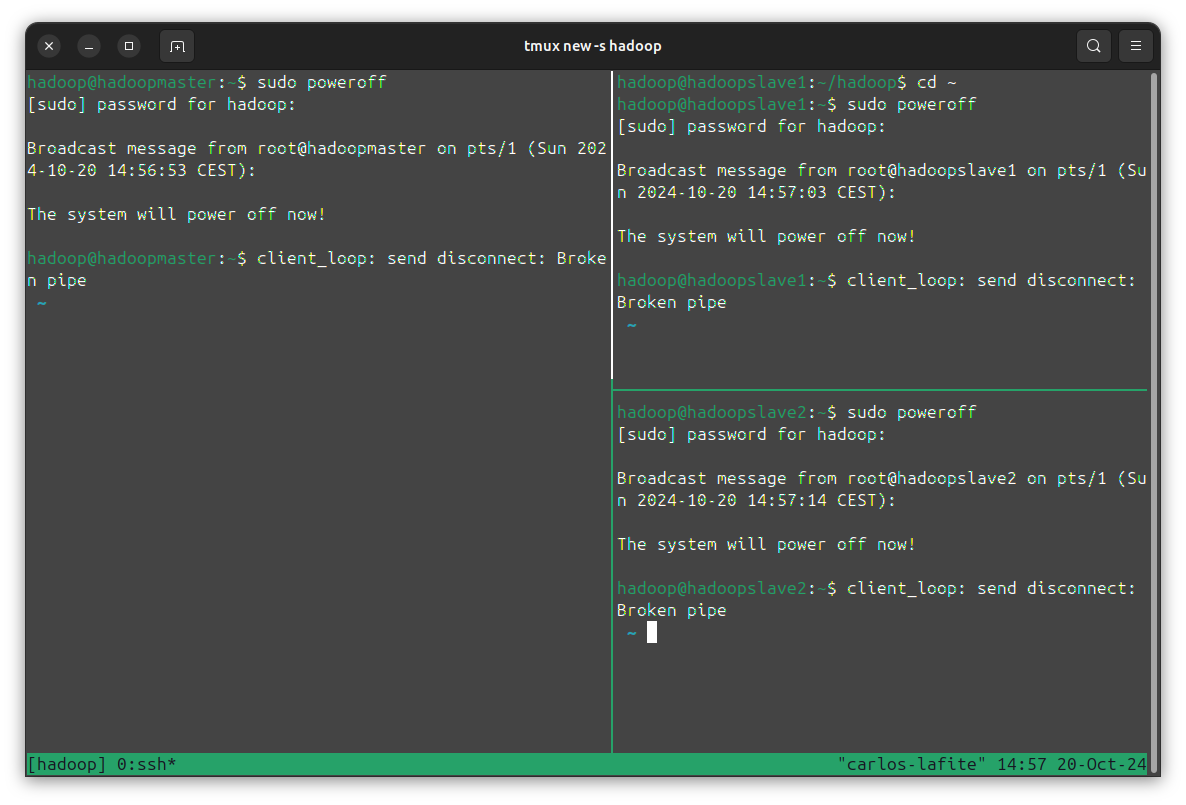 tmux new -s hadoop
hadoop@hadoopmaster:~$ sudo poweroff
[sudo] password for hadoop:
Broadcast message from root@hadoopmaster on pts/1 (Sun 202
4-10-20 14:56:53 CEST):
The system will power off now!
hadoop@hadoopmaster:~$ client_loop: send disconnect: Broke
n pipe
~
hadoop@hadoopslave1:~/hadoop$ cd ~
hadoop@hadoopslave1:~$ sudo poweroff
[sudo] password for hadoop:
Broadcast message from root@hadoopslave1 on pts/1 (Su
n 2024-10-20 14:57:03 CEST):
The system will power off now!
hadoop@hadoopslave1:~$ client_loop: send disconnect:
Broken pipe
~
hadoop@hadoopslave2:~$ sudo poweroff
[sudo] password for hadoop:
Broadcast message from root@hadoopslave2 on pts/1 (Su
n 2024-10-20 14:57:14 CEST):
The system will power off now!
hadoop@hadoopslave2:~$ client_loop: send disconnect:
Broken pipe
~
[hadoop] 0:ssh* "carlos-lafite" 14:57 20-Oct-24